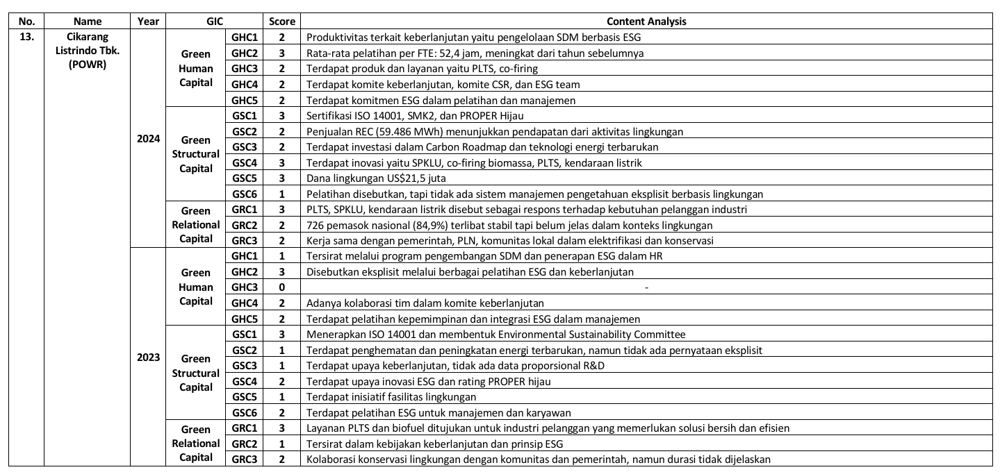 No. Name Year GIC Score Content Analysis
13. Cikarang Listrindo Tbk. (POWR)
2024
Green Human Capital
GHC1 2 Produktivitas terkait keberlanjutan yaitu pengelolaan SDM berbasis ESG
GHC2 3 Rata-rata pelatihan per FTE: 52,4 jam, meningkat dari tahun sebelumnya
GHC3 2 Terdapat produk dan layanan yaitu PLTS, co-firing
GHC4 2 Terdapat komite keberlanjutan, komite CSR, dan ESG team
GHC5 2 Terdapat komitmen ESG dalam pelatihan dan manajemen
Green Structural Capital
GSC1 3 Sertifikasi ISO 14001, SMK2, dan PROPER Hijau
GSC2 2 Penjualan REC (59.486 MWh) menunjukkan pendapatan dari aktivitas lingkungan
GSC3 2 Terdapat investasi dalam Carbon Roadmap dan teknologi energi terbarukan
GSC4 3 Terdapat inovasi yaitu SPKLU, co-firing biomassa, PLTS, kendaraan listrik
GSC5 3 Dana lingkungan US$21,5 juta
GSC6 1 Pelatihan disebutkan, tapi tidak ada sistem manajemen pengetahuan eksplisit berbasis lingkungan
Green Relational Capital
GRC1 3 PLTS, SPKLU, kendaraan listrik disebut sebagai respons terhadap kebutuhan pelanggan industri
GRC2 2 726 pemasok nasional (84,9%) terlibat stabil tapi belum jelas dalam konteks lingkungan
GRC3 2 Kerja sama dengan pemerintah, PLN, komunitas lokal dalam elektrifikasi dan konservasi
2023
Green Human Capital
GHC1 1 Tersirat melalui program pengembangan SDM dan penerapan ESG dalam HR
GHC2 3 Disebutkan eksplisit melalui berbagai pelatihan ESG dan keberlanjutan
GHC3 0 -
GHC4 2 Adanya kolaborasi tim dalam komite keberlanjutan
GHC5 2 Terdapat pelatihan kepemimpinan dan integrasi ESG dalam manajemen
Green Structural Capital
GSC1 3 Menerapkan ISO 14001 dan membentuk Environmental Sustainability Committee
GSC2 1 Terdapat penghematan dan peningkatan energi terbarukan, namun tidak ada pernyataan eksplisit
GSC3 1 Terdapat upaya keberlanjutan, tidak ada data proporsional R&D
GSC4 2 Terdapat upaya inovasi ESG dan rating PROPER hijau
GSC5 1 Terdapat inisiatif fasilitas lingkungan
GSC6 2 Terdapat pelatihan ESG untuk manajemen dan karyawan
Green Relational Capital
GRC1 3 Layanan PLTS dan biofuel ditujukan untuk industri pelanggan yang memerlukan solusi bersih dan efisien
GRC2 1 Tersirat dalam kebijakan keberlanjutan dan prinsip ESG
GRC3 2 Kolaborasi konservasi lingkungan dengan komunitas dan pemerintah, namun durasi tidak dijelaskan